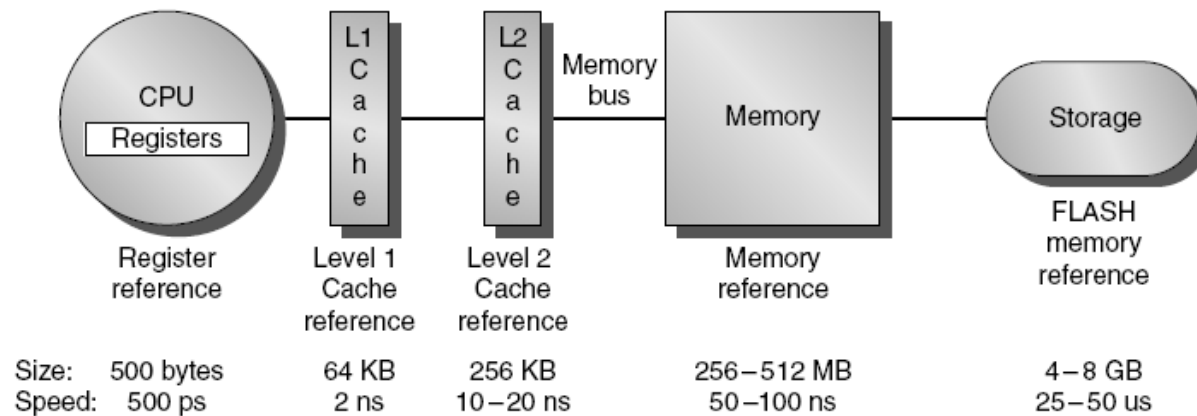 CPU
Registers
L1
C
a
c
h
e
L2
C
a
c
h
e
Memory
bus
Memory
Storage
Register
reference
Level 1
Cache
reference
Level 2
Cache
reference
Memory
reference
FLASH
memory
reference
Size: 500 bytes 64 KB 256 KB 256–512 MB 4–8 GB
Speed: 500 ps 2 ns 10–20 ns 50–100 ns 25–50 us